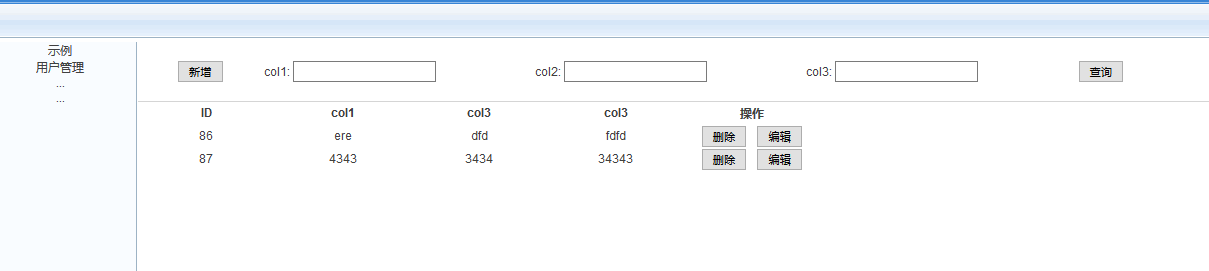 示例
用户管理
...
...
新增 col1: col2: col3: 查询
ID col1 col3 col3 操作
86 ere dfd fdfd 删除 编辑
87 4343 3434 34343 删除 编辑